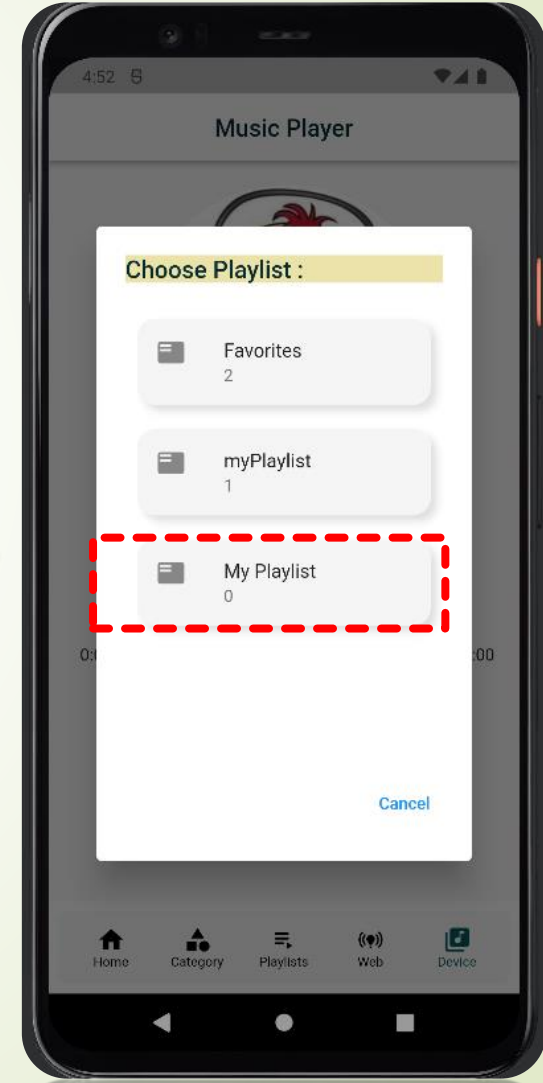 4:52
Music Player
Choose Playlist :
Favorites
2
myPlaylist
1
My Playlist
0
:00
Cancel
Home Category Playlists Web Device